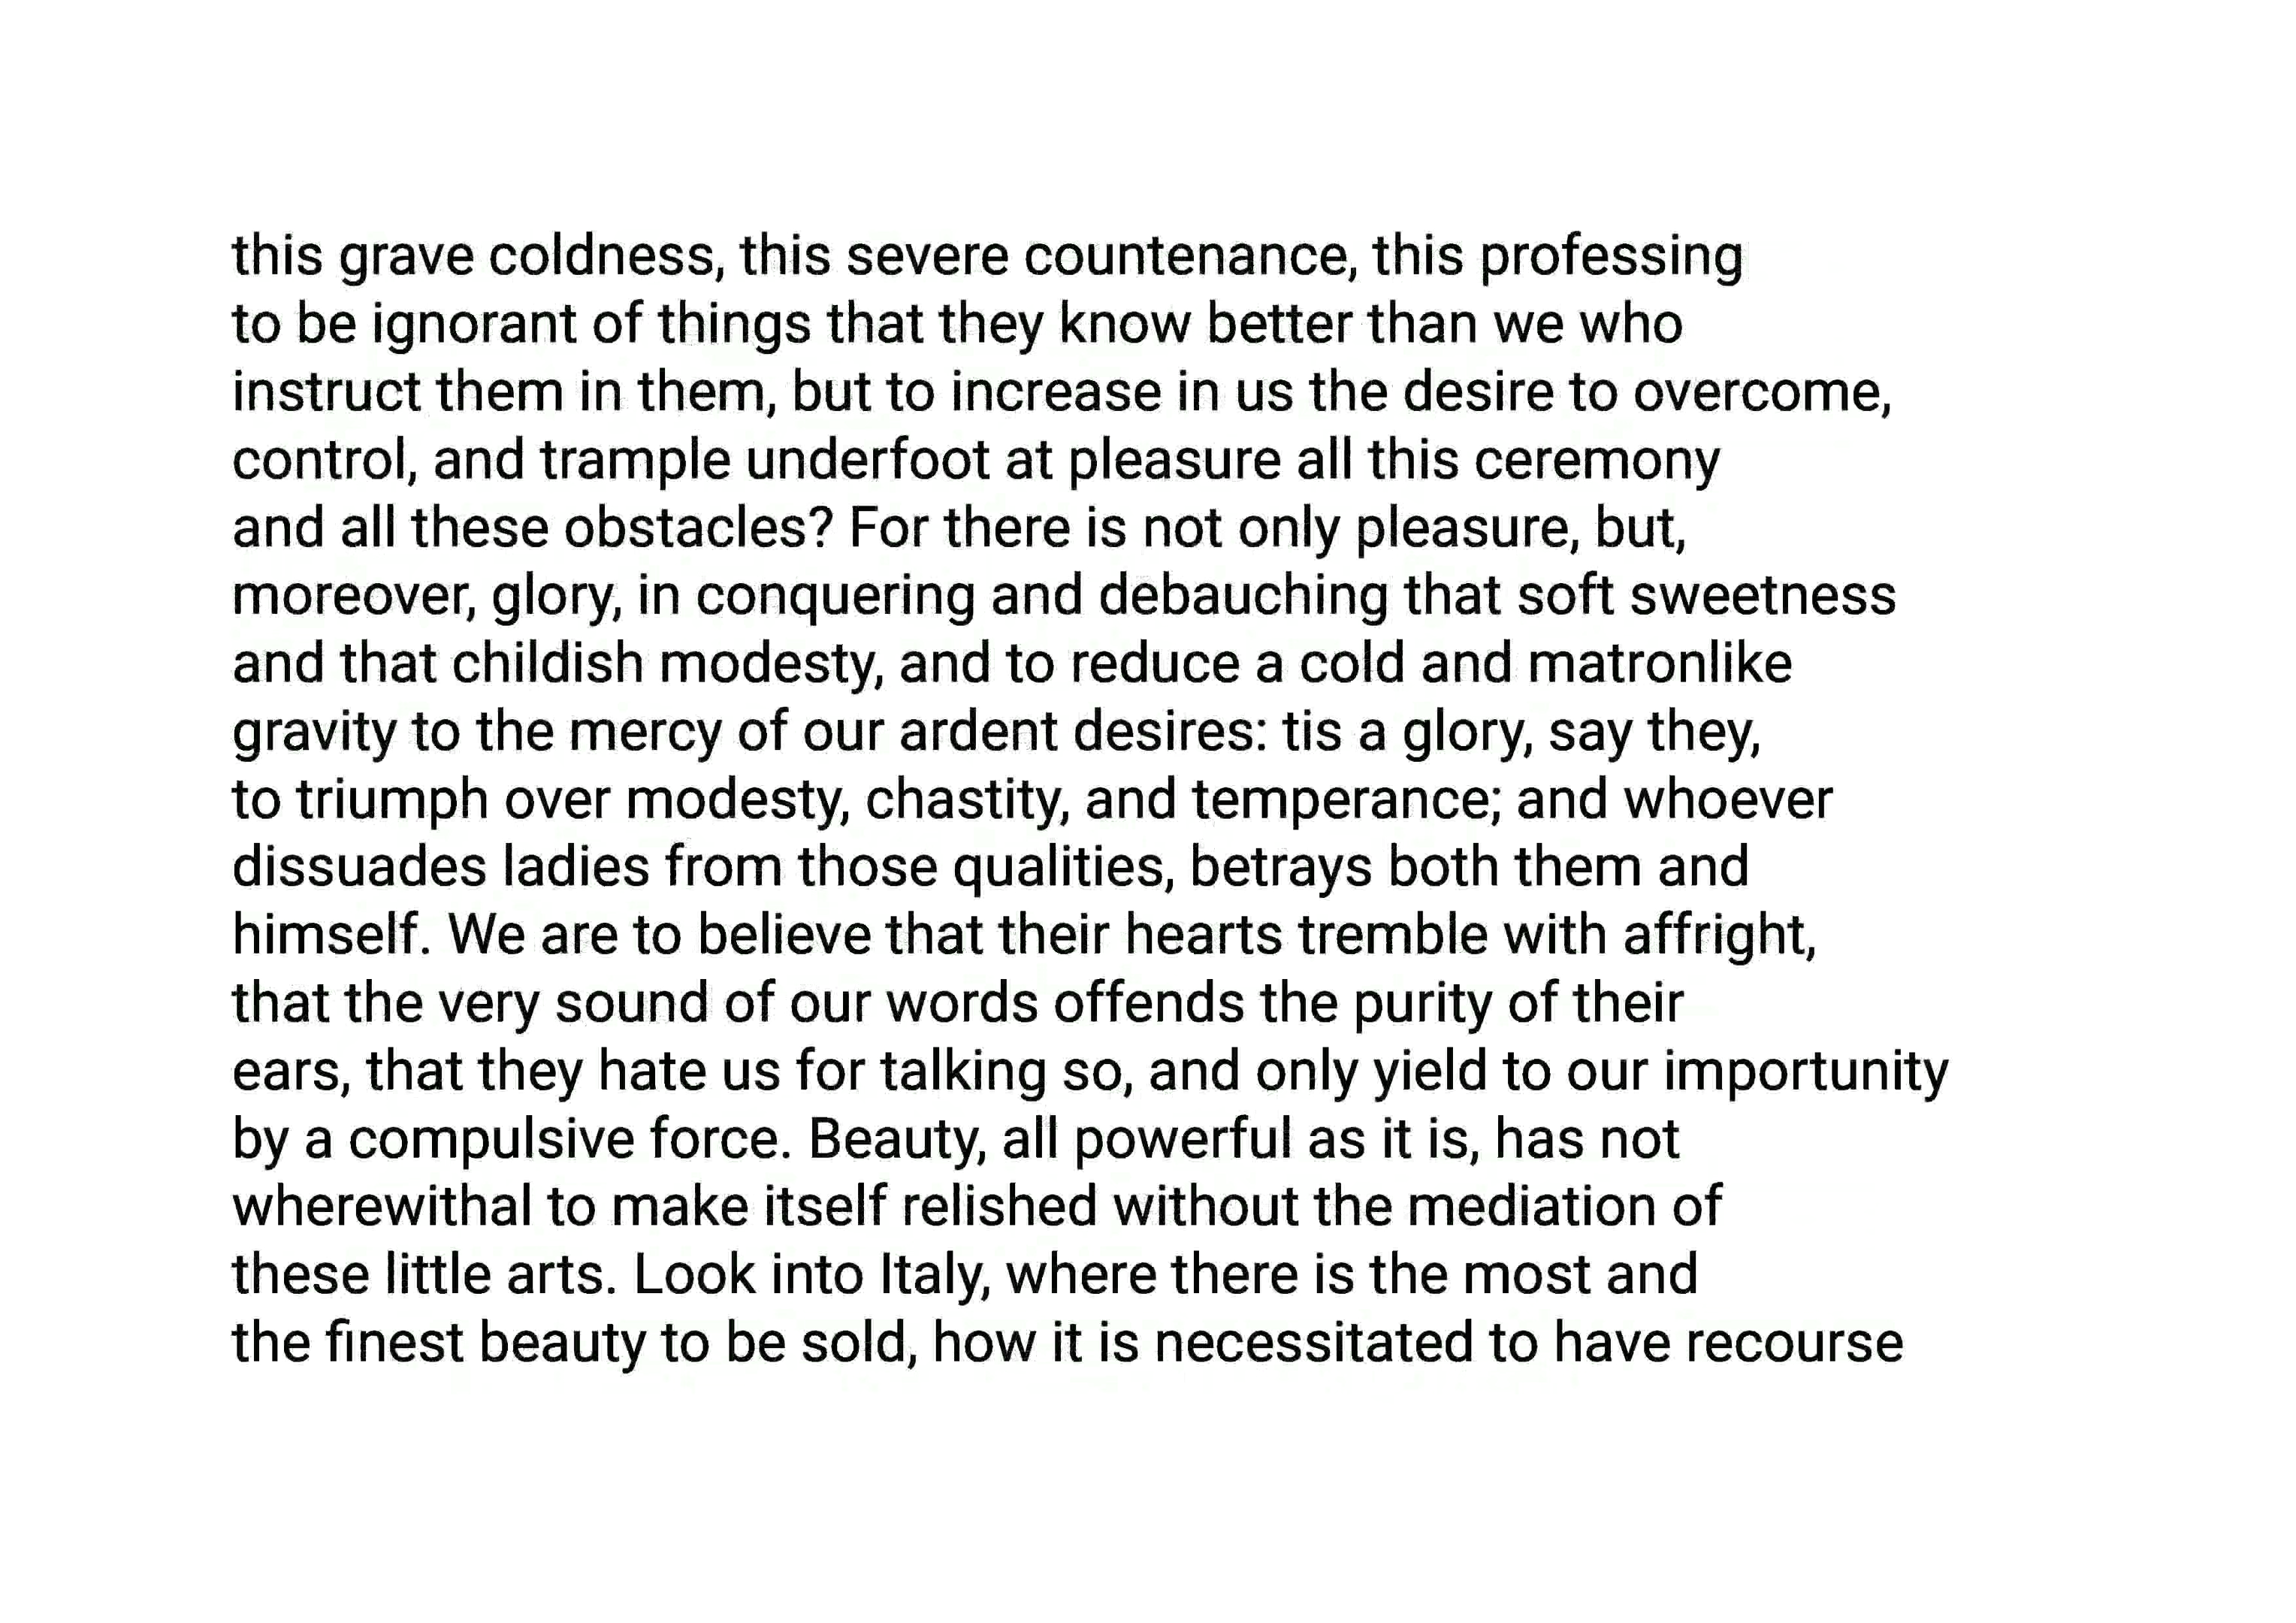 this grave coldness, this severe countenance, this professing
to be ignorant of things that they know better than we who
instruct them in them, but to increase in us the desire to overcome,
control, and trample underfoot at pleasure all this ceremony
and all these obstacles? For there is not only pleasure, but,
moreover, glory, in conquering and debauching that soft sweetness
and that childish modesty, and to reduce a cold and matronlike
gravity to the mercy of our ardent desires: tis a glory, say they,
to triumph over modesty, chastity, and temperance; and whoever
dissuades ladies from those qualities, betrays both them and
himself. We are to believe that their hearts tremble with affright,
that the very sound of our words offends the purity of their
ears, that they hate us for talking so, and only yield to our importunity
by a compulsive force. Beauty, all powerful as it is, has not
wherewithal to make itself relished without the mediation of
these little arts. Look into Italy, where there is the most and
the finest beauty to be sold, how it is necessitated to have recourse